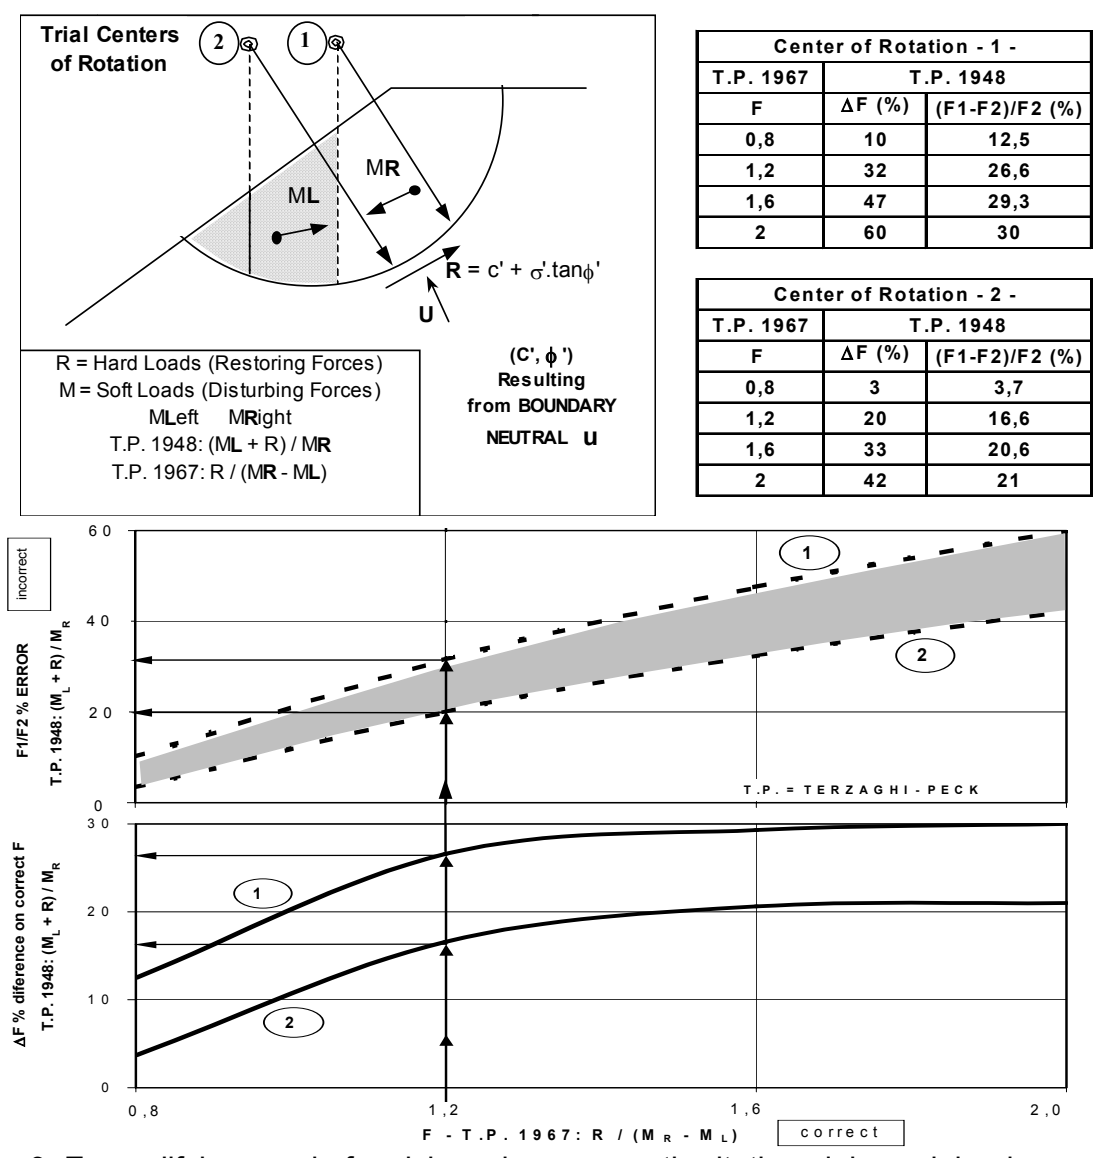 Trial Centers
of Rotation
2
1
ML
MR
R = c' + σ'.tanϕ'
U
R = Hard Loads (Restoring Forces)
M = Soft Loads (Disturbing Forces)
MLeft MRight
T.P. 1948: (ML + R) / MR
T.P. 1967: R / (MR - ML)
(C', ϕ')
Resulting
from BOUNDARY
NEUTRAL u
Center of Rotation - 1 -
T.P. 1967 T.P. 1948
F ΔF (%) (F1-F2)/F2 (%)
0,8 10 12,5
1,2 32 26,6
1,6 47 29,3
2 60 30
Center of Rotation - 2 -
T.P. 1967 T.P. 1948
F ΔF (%) (F1-F2)/F2 (%)
0,8 3 3,7
1,2 20 16,6
1,6 33 20,6
2 42 21
incorrect
F1/F2 % ERROR
T.P. 1948: (ML + R) / MR
60
40
20
0
1
2
T.P. = TERZAGHI-PECK
ΔF % diference on correct F
T.P. 1948: (ML + R) / MR
30
20
10
0
1
2
0,8 1,2 1,6 2,0
F - T.P. 1967: R / (MR - ML)
correct